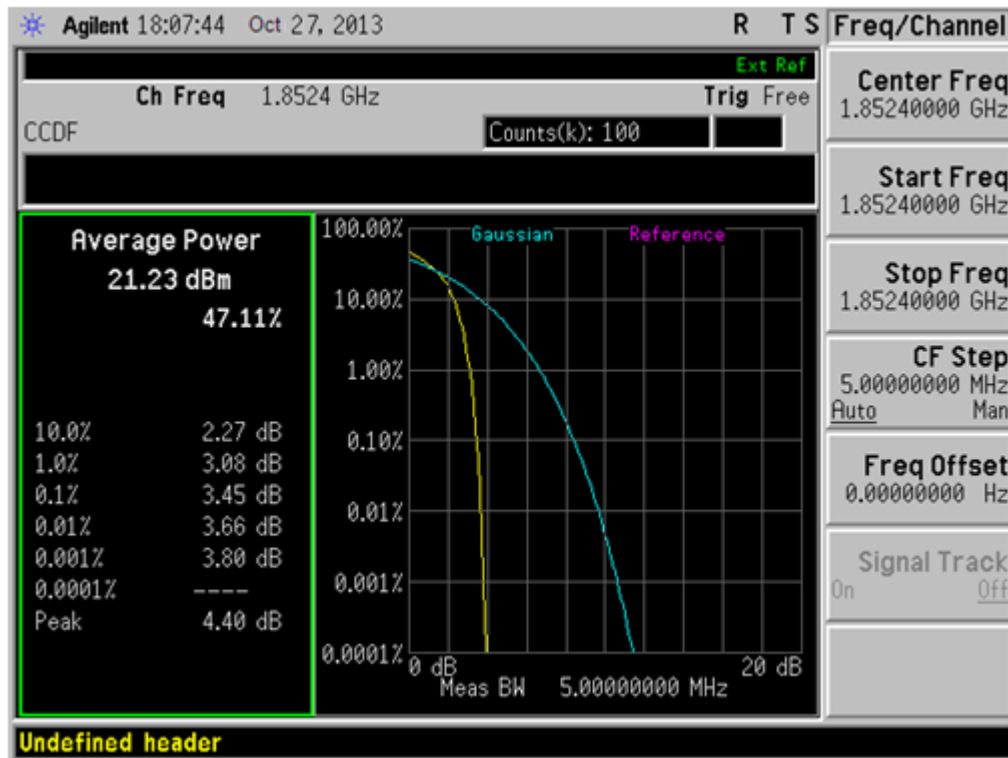 Agilent 18:07:44 Oct 27, 2013 R T S
Ext Ref
Ch Freq 1.8524 GHz Trig Free
CCDF Counts(k): 100
Average Power
21.23 dBm
47.11%
10.0% 2.27 dB
1.0% 3.08 dB
0.1% 3.45 dB
0.01% 3.66 dB
0.001% 3.80 dB
0.0001% ----
Peak 4.40 dB
Gaussian Reference
100.00%
10.00%
1.00%
0.10%
0.01%
0.001%
0.0001%
0 dB 20 dB
Meas BW 5.00000000 MHz
Freq/Channel
Center Freq
1.85240000 GHz
Start Freq
1.85240000 GHz
Stop Freq
1.85240000 GHz
CF Step
5.00000000 MHz
Auto Man
Freq Offset
0.00000000 Hz
Signal Track
On Off
Undefined header